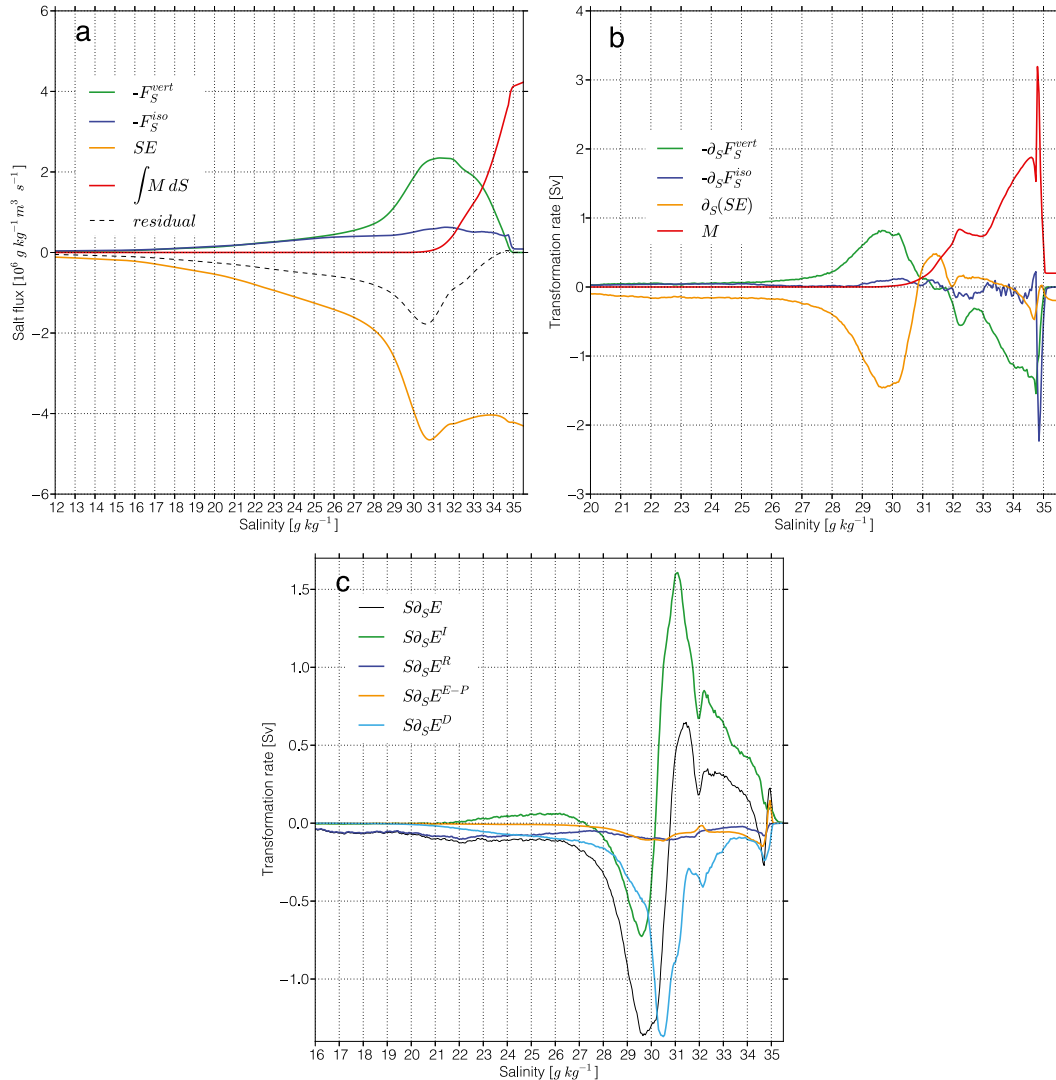 a
6
4
2
0
−2
−4
−6
Salt flux [10⁶ g kg⁻¹ m³ s⁻¹]
-F_S^{vert}
-F_S^{iso}
SE
∫M dS
residual
12 13 14 15 16 17 18 19 20 21 22 23 24 25 26 27 28 29 30 31 32 33 34 35
Salinity [g kg⁻¹]
b
4
3
2
1
0
−1
−2
−3
Transformation rate [Sv]
-∂_S F_S^{vert}
-∂_S F_S^{iso}
∂_S(SE)
M
20 21 22 23 24 25 26 27 28 29 30 31 32 33 34 35
Salinity [g kg⁻¹]
c
1.5
1.0
0.5
0.0
−0.5
−1.0
Transformation rate [Sv]
S∂_S E
S∂_S E^I
S∂_S E^R
S∂_S E^{E−P}
S∂_S E^D
16 17 18 19 20 21 22 23 24 25 26 27 28 29 30 31 32 33 34 35
Salinity [g kg⁻¹]